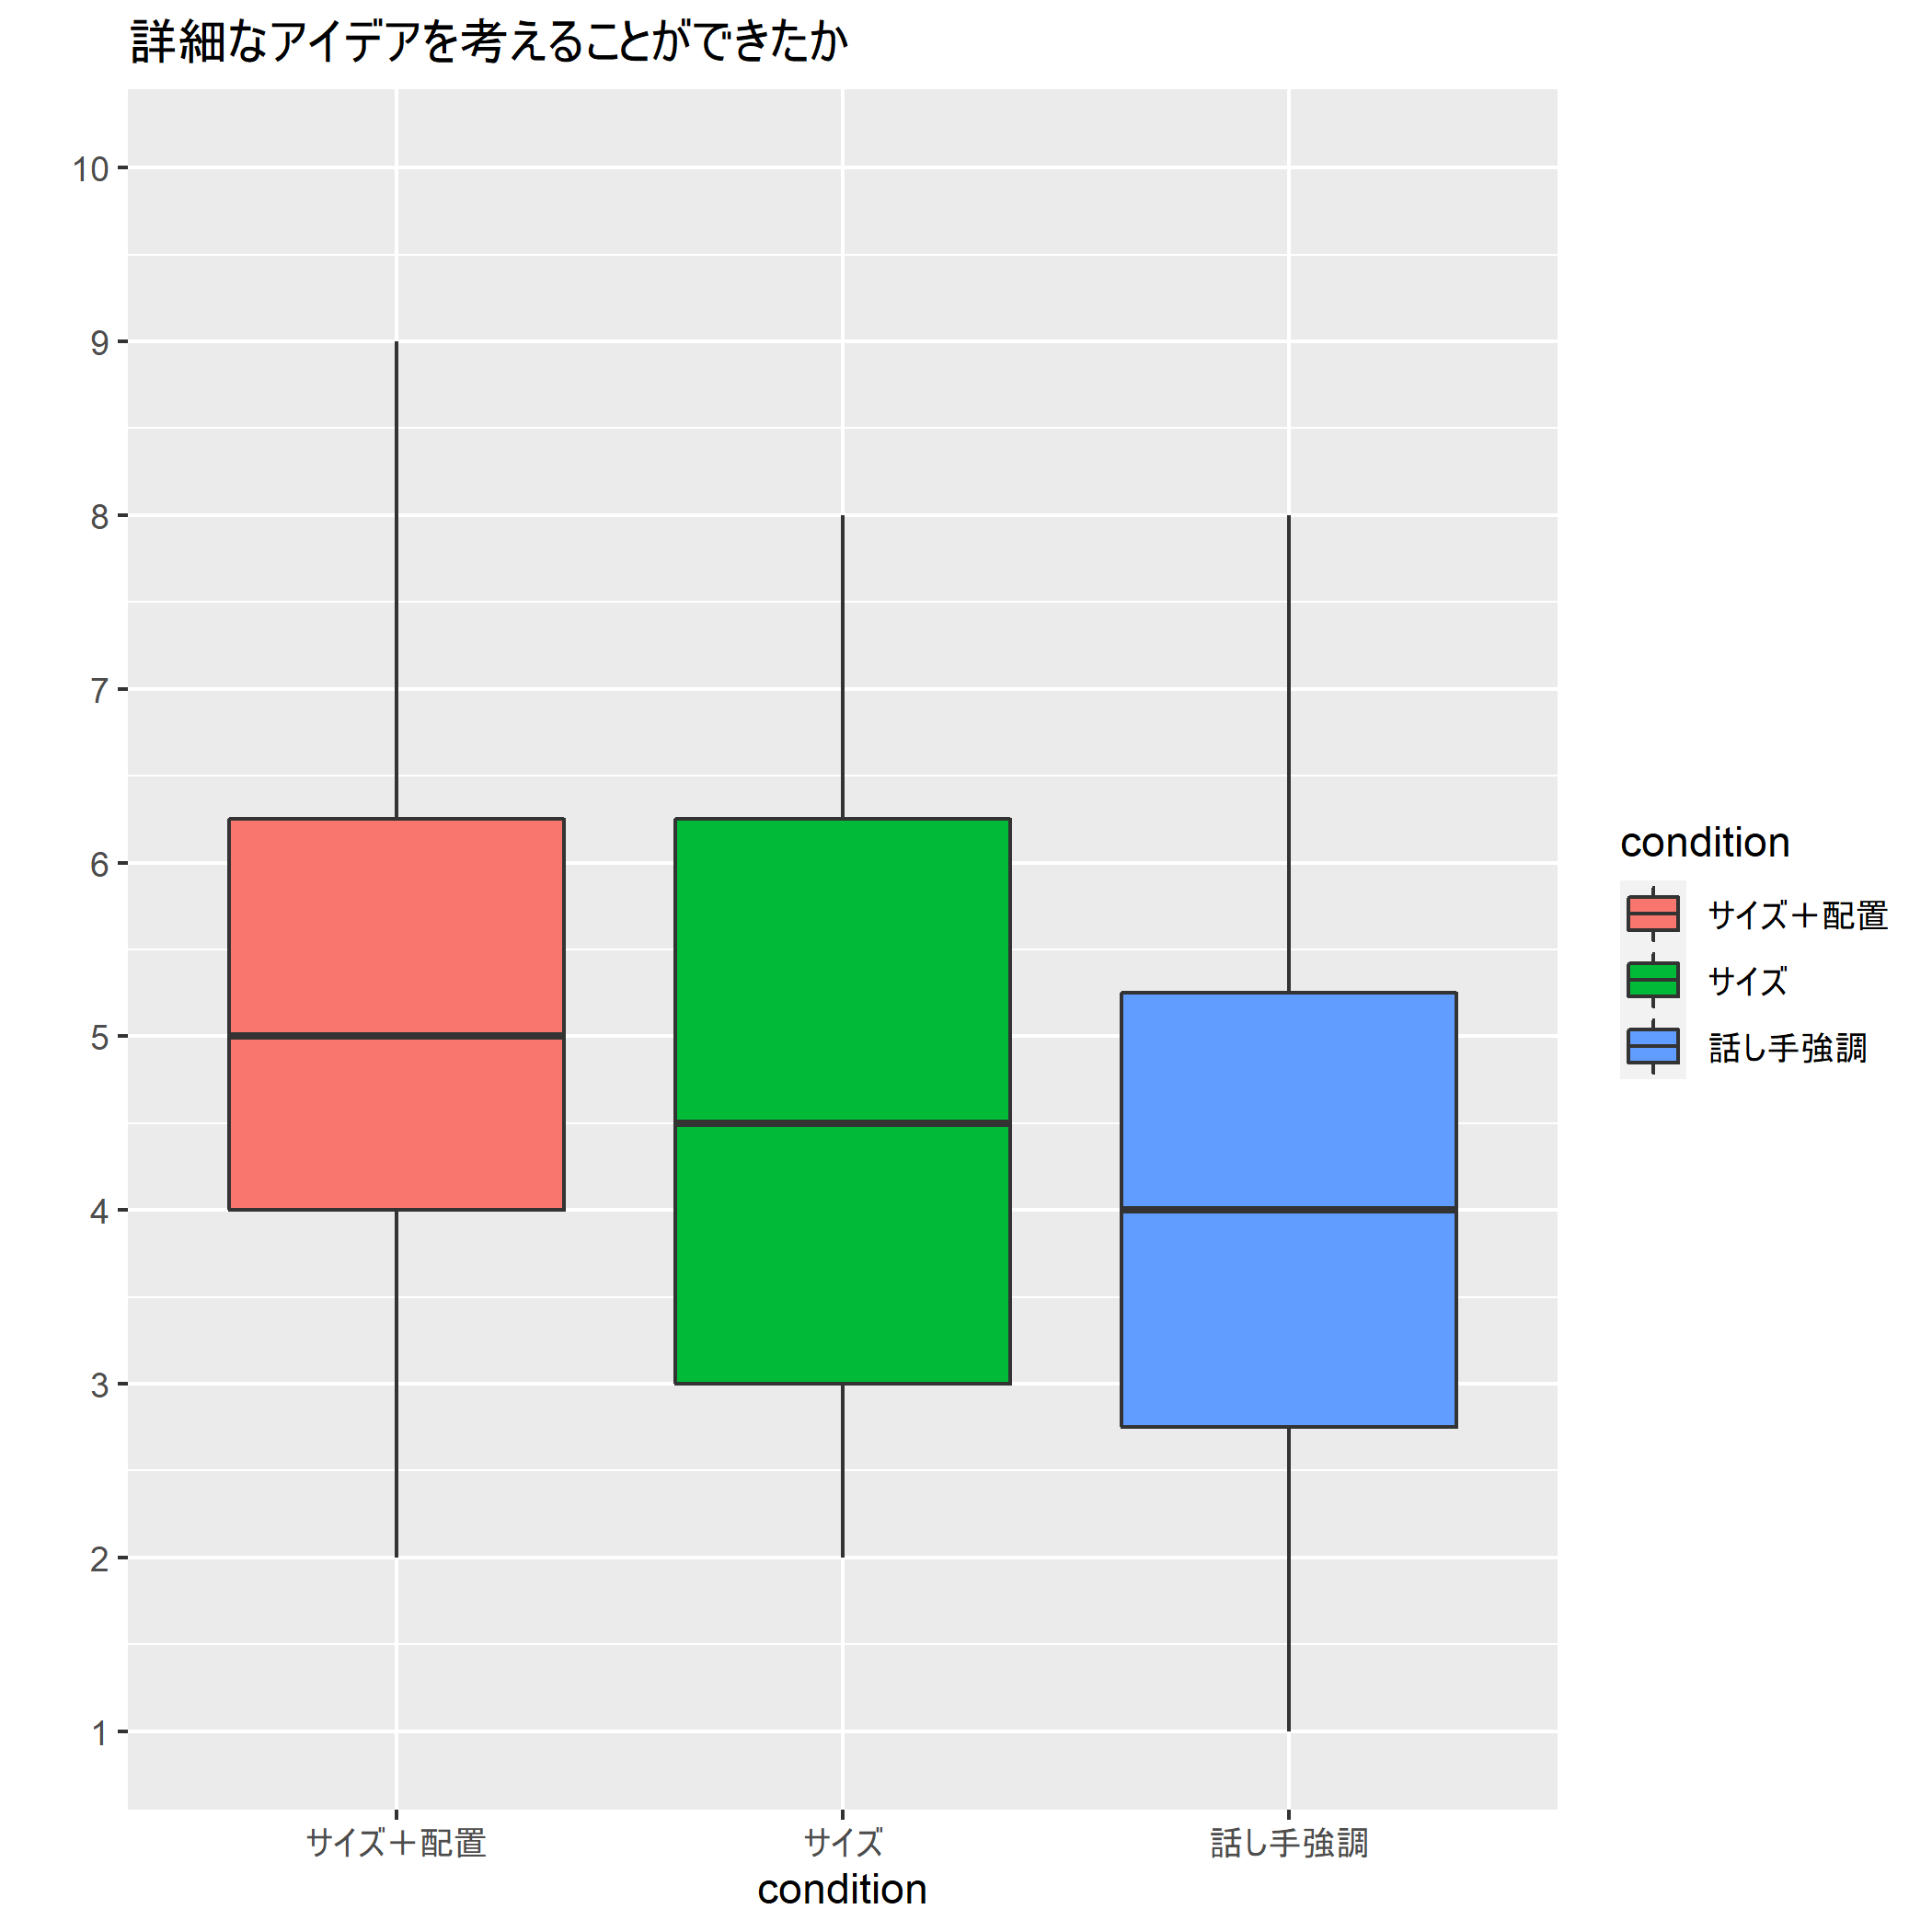 詳細なアイデアを考えることができたか
10
9
8
7
6
5
4
3
2
1
サイズ＋配置
サイズ
話し手強調
condition
condition
サイズ＋配置
サイズ
話し手強調